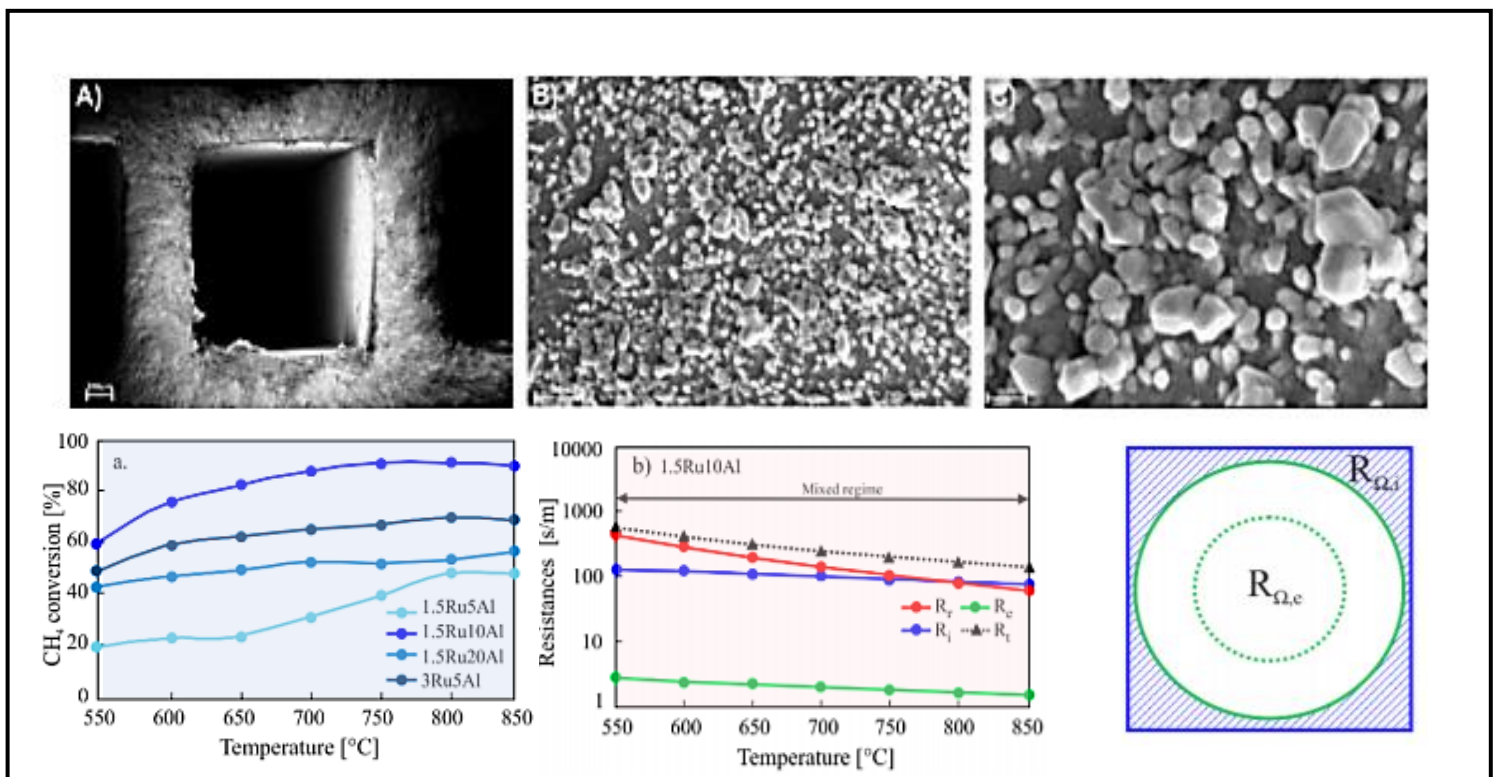 A)
B)
C)
100
80
60
40
20
0
CH₄ conversion [%]
a.
1.5Ru5Al
1.5Ru10Al
1.5Ru20Al
3Ru5Al
550 600 650 700 750 800 850
Temperature [°C]
10000
1000
100
10
1
Resistances [s/m]
b) 1.5Ru10Al
Mixed regime
Rᵣ Rₑ
Rᵢ Rₜ
550 600 650 700 750 800 850
Temperature [°C]
R_Ω,i
R_Ω,e